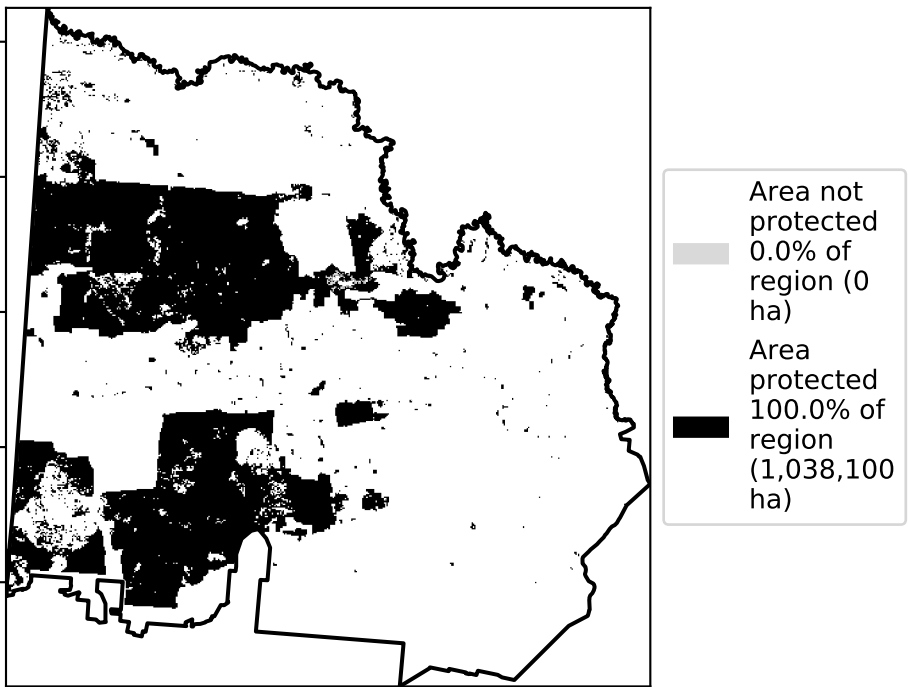 Area not
protected
0.0% of
region (0
ha)
Area
protected
100.0% of
region
(1,038,100
ha)